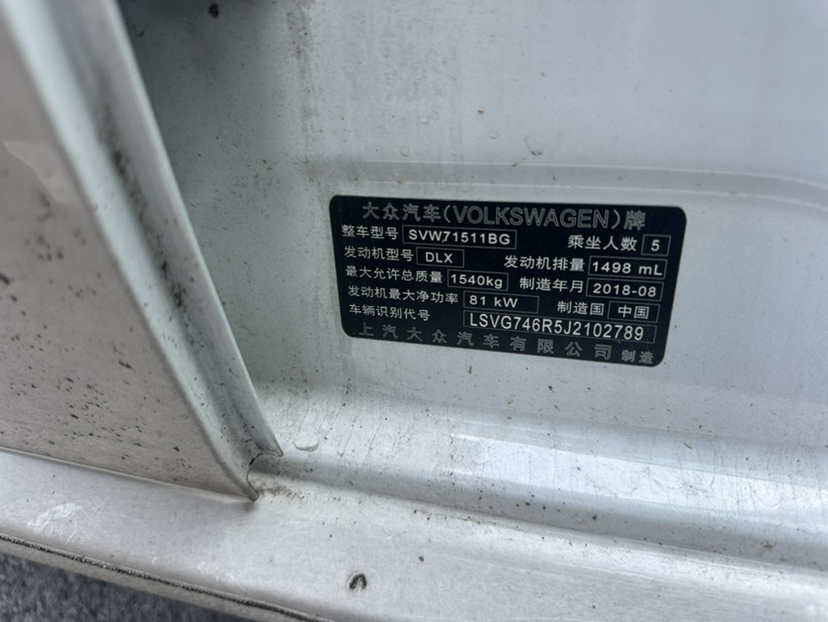 大众汽车(VOLKSWAGEN)牌
整车型号 SVW71511BG 乘坐人数 5
发动机型号 DLX 发动机排量 1498 mL
最大允许总质量 1540kg 制造年月 2018-08
发动机最大净功率 81 kW 制造国 中国
车辆识别代号 LSVG746R5J2102789
上汽大众汽车有限公司 制造